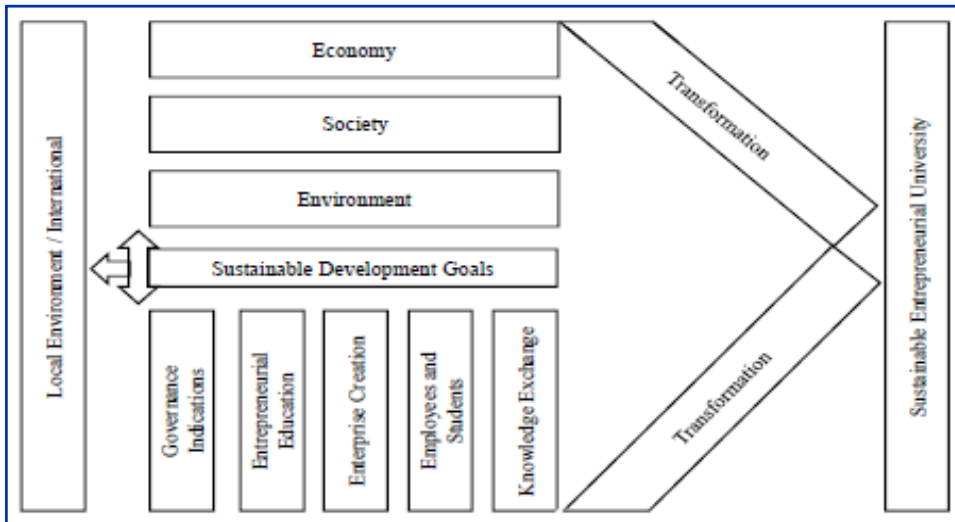 Local Environment / International
Economy
Society
Environment
Sustainable Development Goals
Governance
Indications
Entrepreneurial
Education
Enterprise Creation
Employees and
Students
Knowledge Exchange
Transformation
Transformation
Sustainable Entrepreneurial University